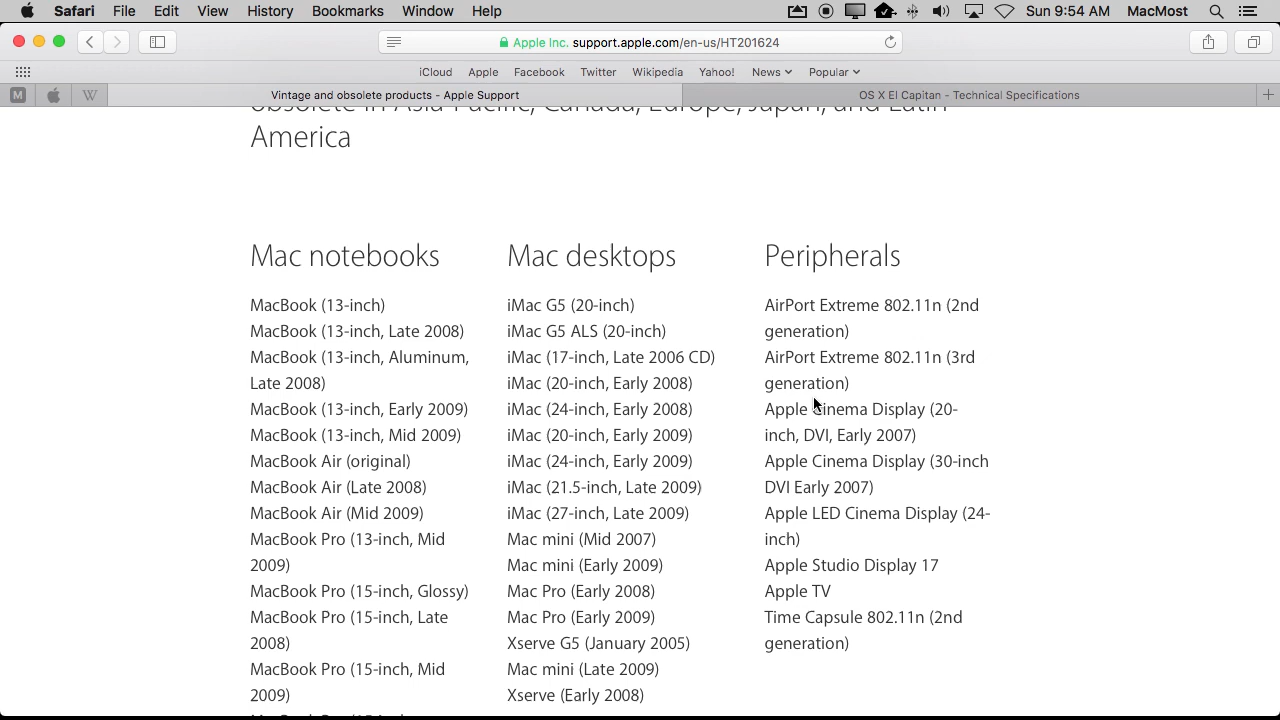 Safari File Edit View History Bookmarks Window Help Sun 9:54 AM MacMost
Apple Inc. support.apple.com/en-us/HT201624
iCloud Apple Facebook Twitter Wikipedia Yahoo! News Popular
M W Vintage and obsolete products - Apple Support OS X El Capitan - Technical Specifications
obsolete in Asia-Pacific, Canada, Europe, Japan, and Latin
America
Mac notebooks
MacBook (13-inch)
MacBook (13-inch, Late 2008)
MacBook (13-inch, Aluminum,
Late 2008)
MacBook (13-inch, Early 2009)
MacBook (13-inch, Mid 2009)
MacBook Air (original)
MacBook Air (Late 2008)
MacBook Air (Mid 2009)
MacBook Pro (13-inch, Mid
2009)
MacBook Pro (15-inch, Glossy)
MacBook Pro (15-inch, Late
2008)
MacBook Pro (15-inch, Mid
2009)
Mac desktops
iMac G5 (20-inch)
iMac G5 ALS (20-inch)
iMac (17-inch, Late 2006 CD)
iMac (20-inch, Early 2008)
iMac (24-inch, Early 2008)
iMac (20-inch, Early 2009)
iMac (24-inch, Early 2009)
iMac (21.5-inch, Late 2009)
iMac (27-inch, Late 2009)
Mac mini (Mid 2007)
Mac mini (Early 2009)
Mac Pro (Early 2008)
Mac Pro (Early 2009)
Xserve G5 (January 2005)
Mac mini (Late 2009)
Xserve (Early 2008)
Peripherals
AirPort Extreme 802.11n (2nd
generation)
AirPort Extreme 802.11n (3rd
generation)
Apple Cinema Display (20-
inch, DVI, Early 2007)
Apple Cinema Display (30-inch
DVI Early 2007)
Apple LED Cinema Display (24-
inch)
Apple Studio Display 17
Apple TV
Time Capsule 802.11n (2nd
generation)